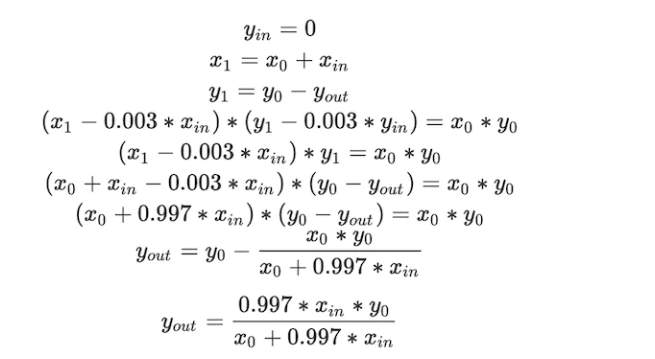 y_{in} = 0
x_1 = x_0 + x_{in}
y_1 = y_0 − y_{out}
(x_1 − 0.003 * x_{in}) * (y_1 − 0.003 * y_{in}) = x_0 * y_0
(x_1 − 0.003 * x_{in}) * y_1 = x_0 * y_0
(x_0 + x_{in} − 0.003 * x_{in}) * (y_0 − y_{out}) = x_0 * y_0
(x_0 + 0.997 * x_{in}) * (y_0 − y_{out}) = x_0 * y_0
y_{out} = y_0 − \frac{x_0 * y_0}{x_0 + 0.997 * x_{in}}
y_{out} = \frac{0.997 * x_{in} * y_0}{x_0 + 0.997 * x_{in}}